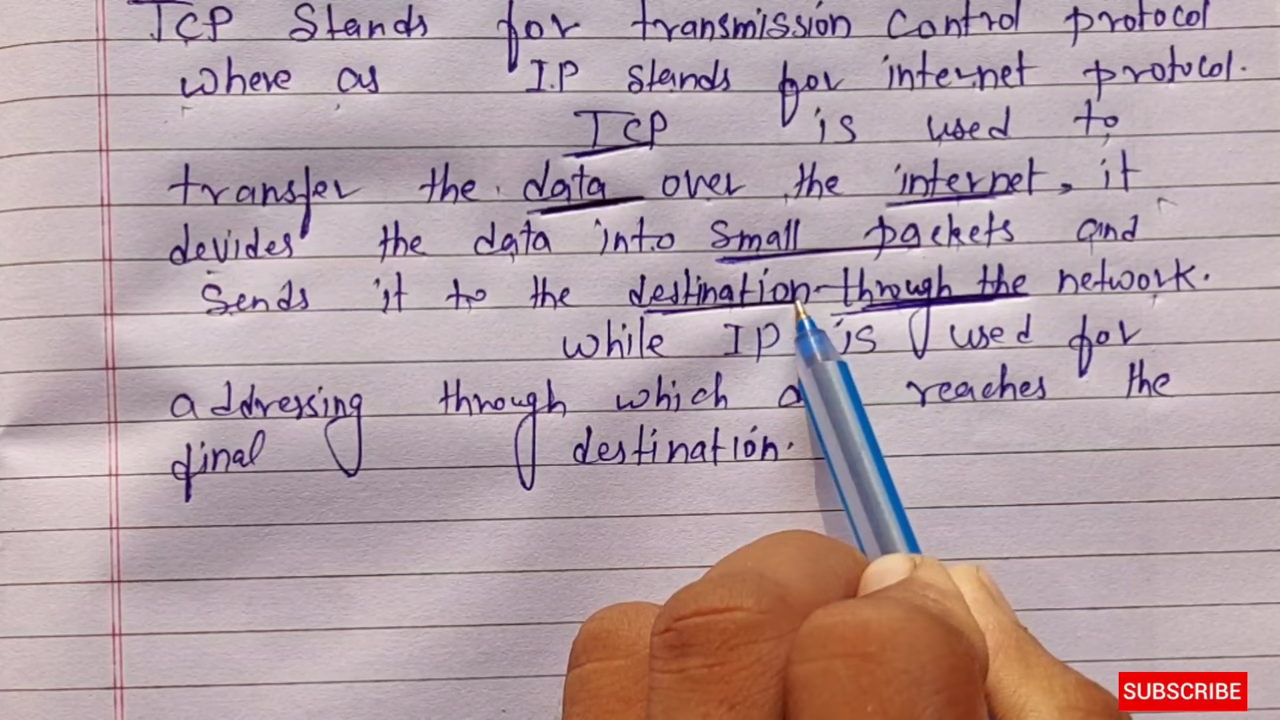 TCP Stands for transmission Control protocol
where as I.P stands for internet protocol.
TCP is used to
transfer the data over the internet, it
devides the data into small packets and
Sends it to the destination through the network.
while IP is used for
addressing through which reaches the
final destination.
SUBSCRIBE